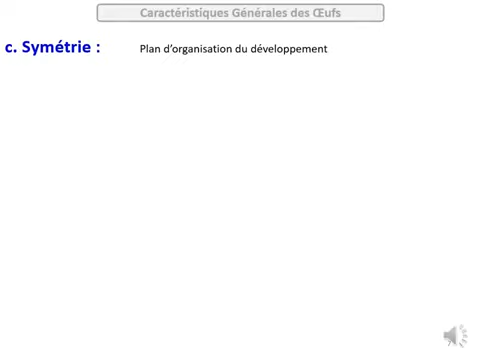 Caractéristiques Générales des Œufs
c. Symétrie : Plan d’organisation du développement